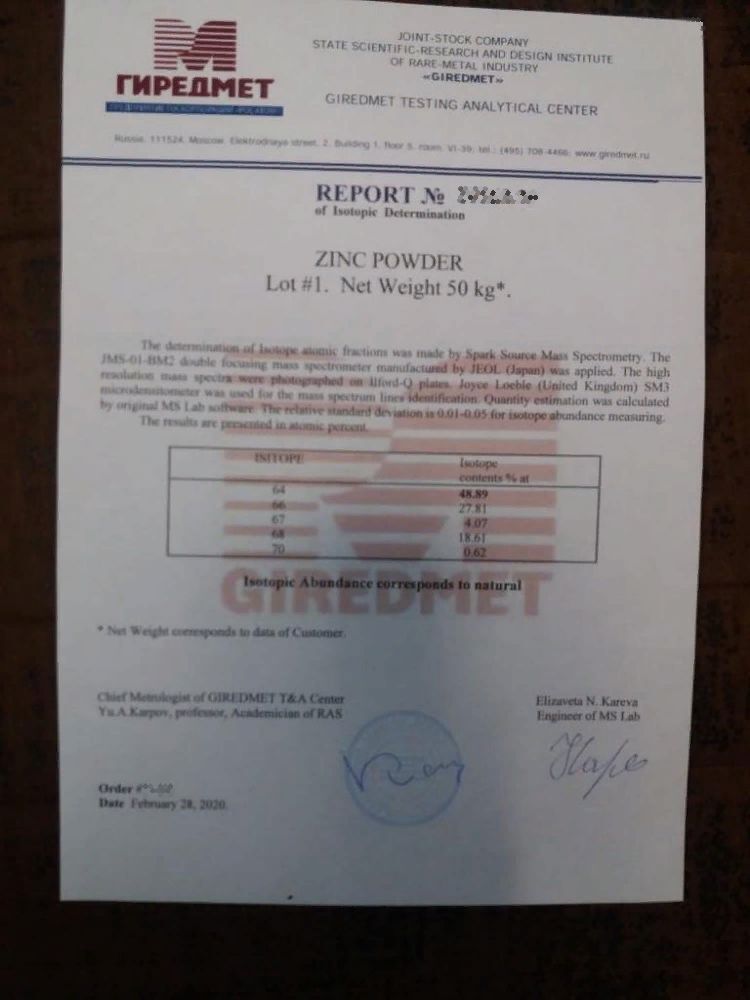 JOINT-STOCK COMPANY
STATE SCIENTIFIC-RESEARCH AND DESIGN INSTITUTE
OF RARE-METAL INDUSTRY
«GIREDMET»
GIREDMET TESTING ANALYTICAL CENTER
ГИРЕДМЕТ
Russia, 111524, Moscow, Elektrodnaya street, 2, Building 1, floor 5, room, VI-39; tel.: (495) 708-4466; www.giredmet.ru
REPORT №
of Isotopic Determination
ZINC POWDER
Lot #1. Net Weight 50 kg*.
The determination of Isotope atomic fractions was made by Spark Source Mass Spectrometry. The
JMS-01-BM2 double focusing mass spectrometer manufactured by JEOL (Japan) was applied. The high
resolution mass spectra were photographed on Ilford-Q plates. Joyce Loeble (United Kingdom) SM3
microdensitometer was used for the mass spectrum lines identification. Quantity estimation was calculated
by original MS Lab software. The relative standard deviation is 0.01-0.05 for isotope abundance measuring.
The results are presented in atomic percent.
ISITOPE Isotope
contents % at
64 48.89
66 27.81
67 4.07
68 18.61
70 0.62
GIREDMET
Isotopic Abundance corresponds to natural
* Net Weight corresponds to data of Customer.
Chief Metrologist of GIREDMET T&A Center
Yu.A.Karpov, professor, Academician of RAS
Elizaveta N. Kareva
Engineer of MS Lab
Order
Date February 28, 2020.